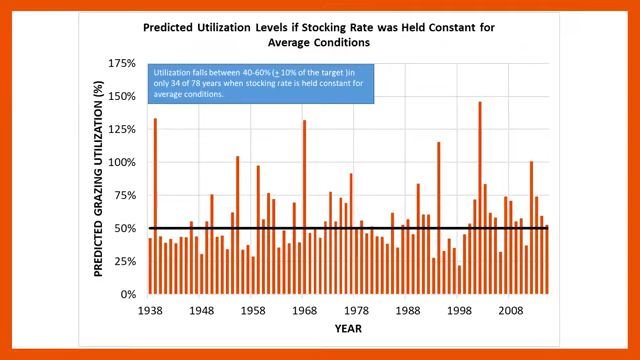 Predicted Utilization Levels if Stocking Rate was Held Constant for
Average Conditions
Utilization falls between 40-60% (+ 10% of the target )in
only 34 of 78 years when stocking rate is held constant for
average conditions.
PREDICTED GRAZING UTILIZATION (%)
175%
150%
125%
100%
75%
50%
25%
0%
1938 1948 1958 1968 1978 1988 1998 2008
YEAR